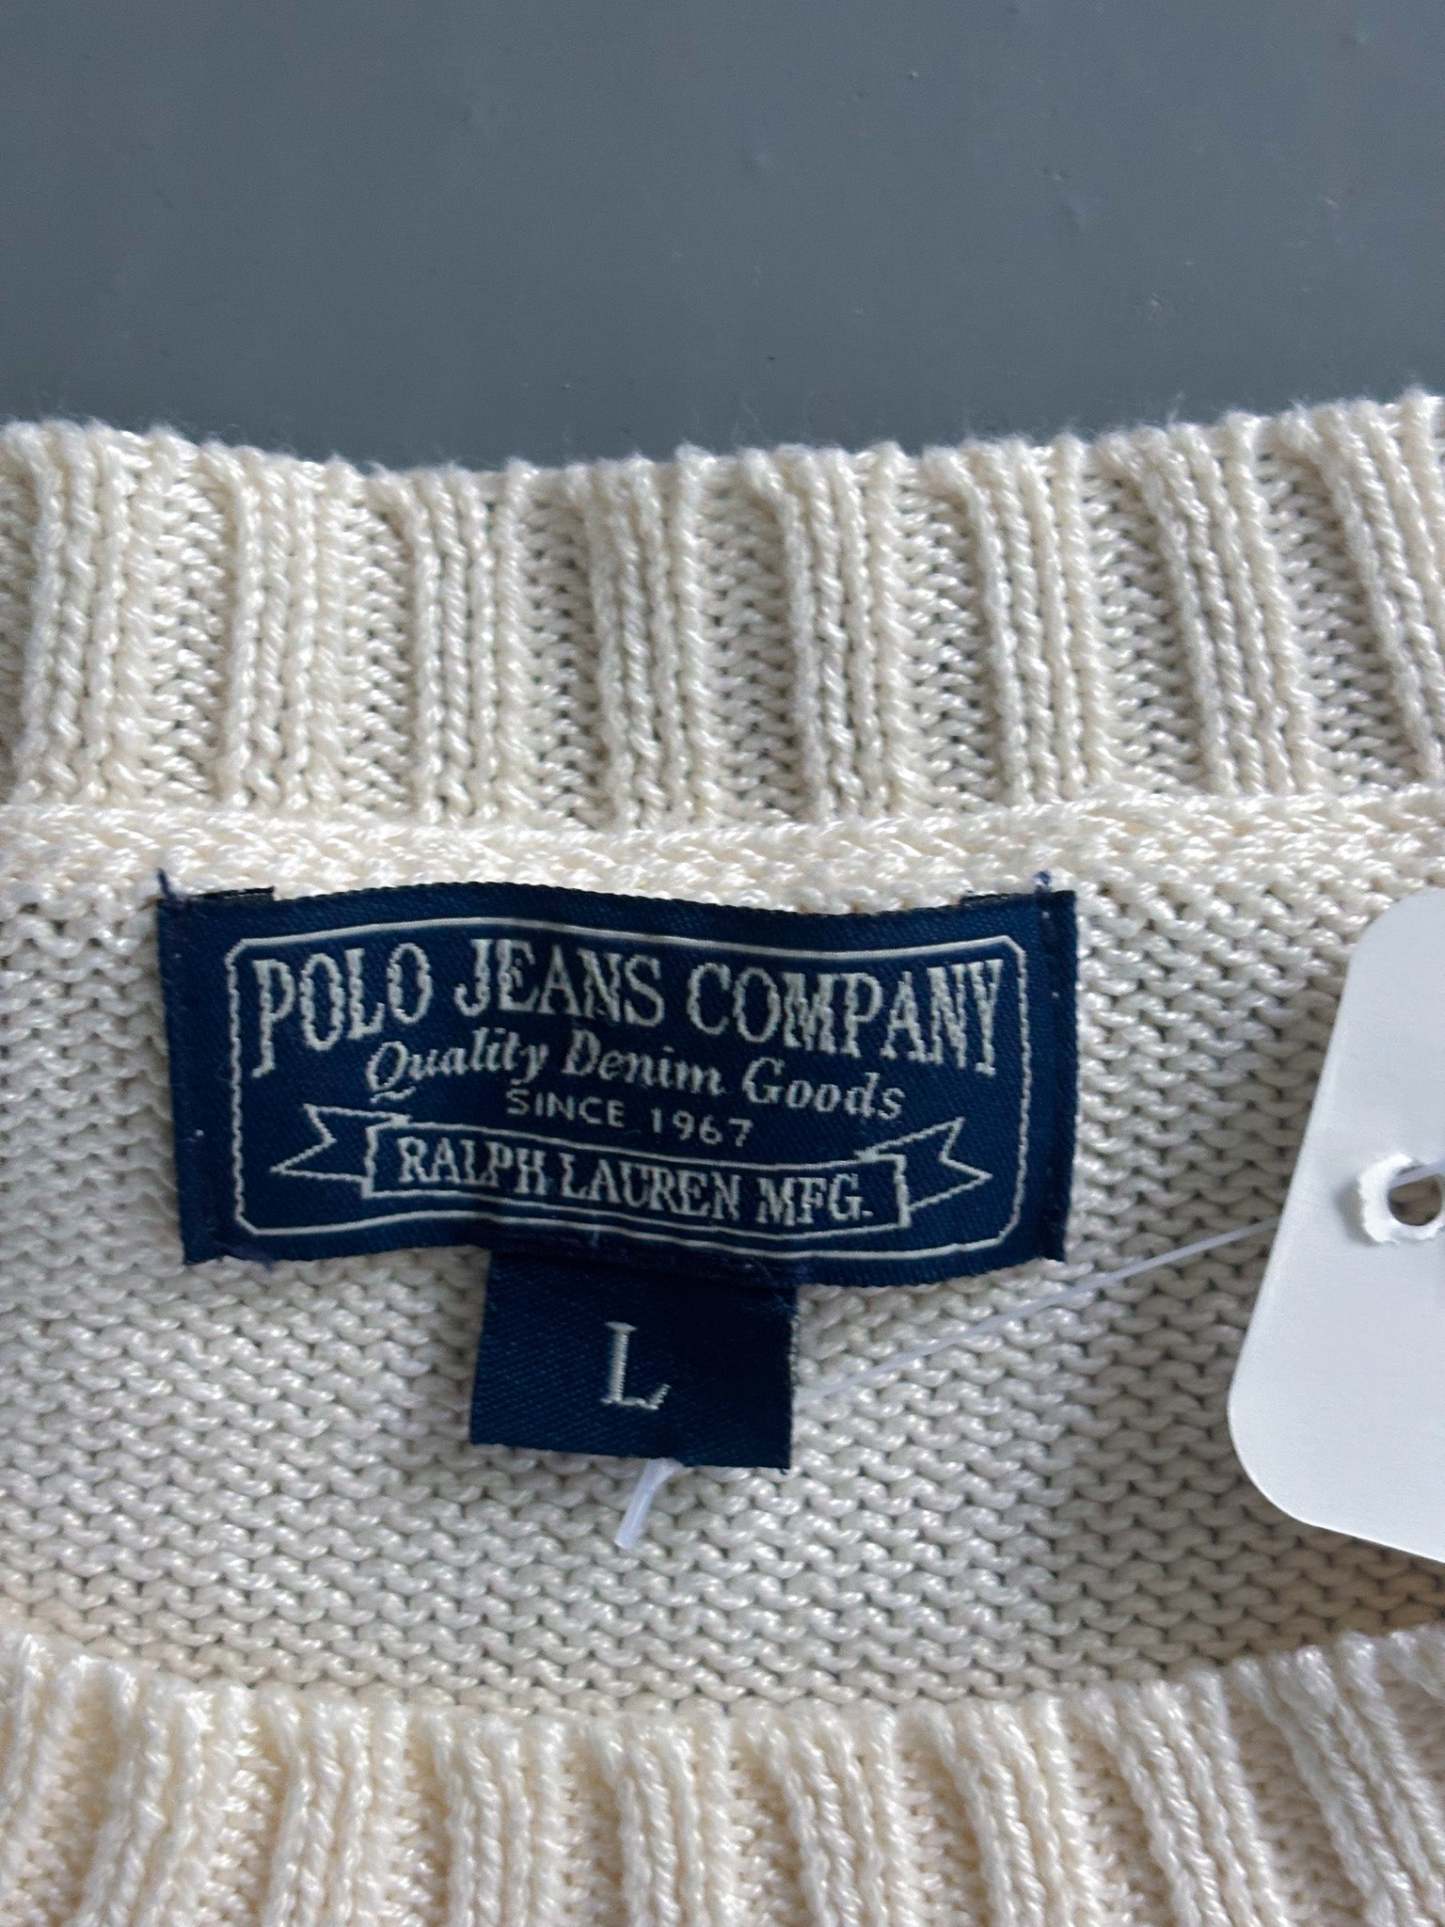 POLO JEANS COMPANY
Quality Denim Goods
SINCE 1967
RALPH LAUREN MFG.
L